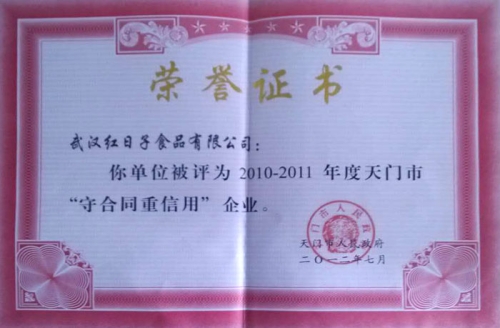 荣誉证书
武汉红日子食品有限公司：
你单位被评为 2010-2011 年度天门市
“守合同重信用”企业。
天门市人民政府
二〇一二年七月